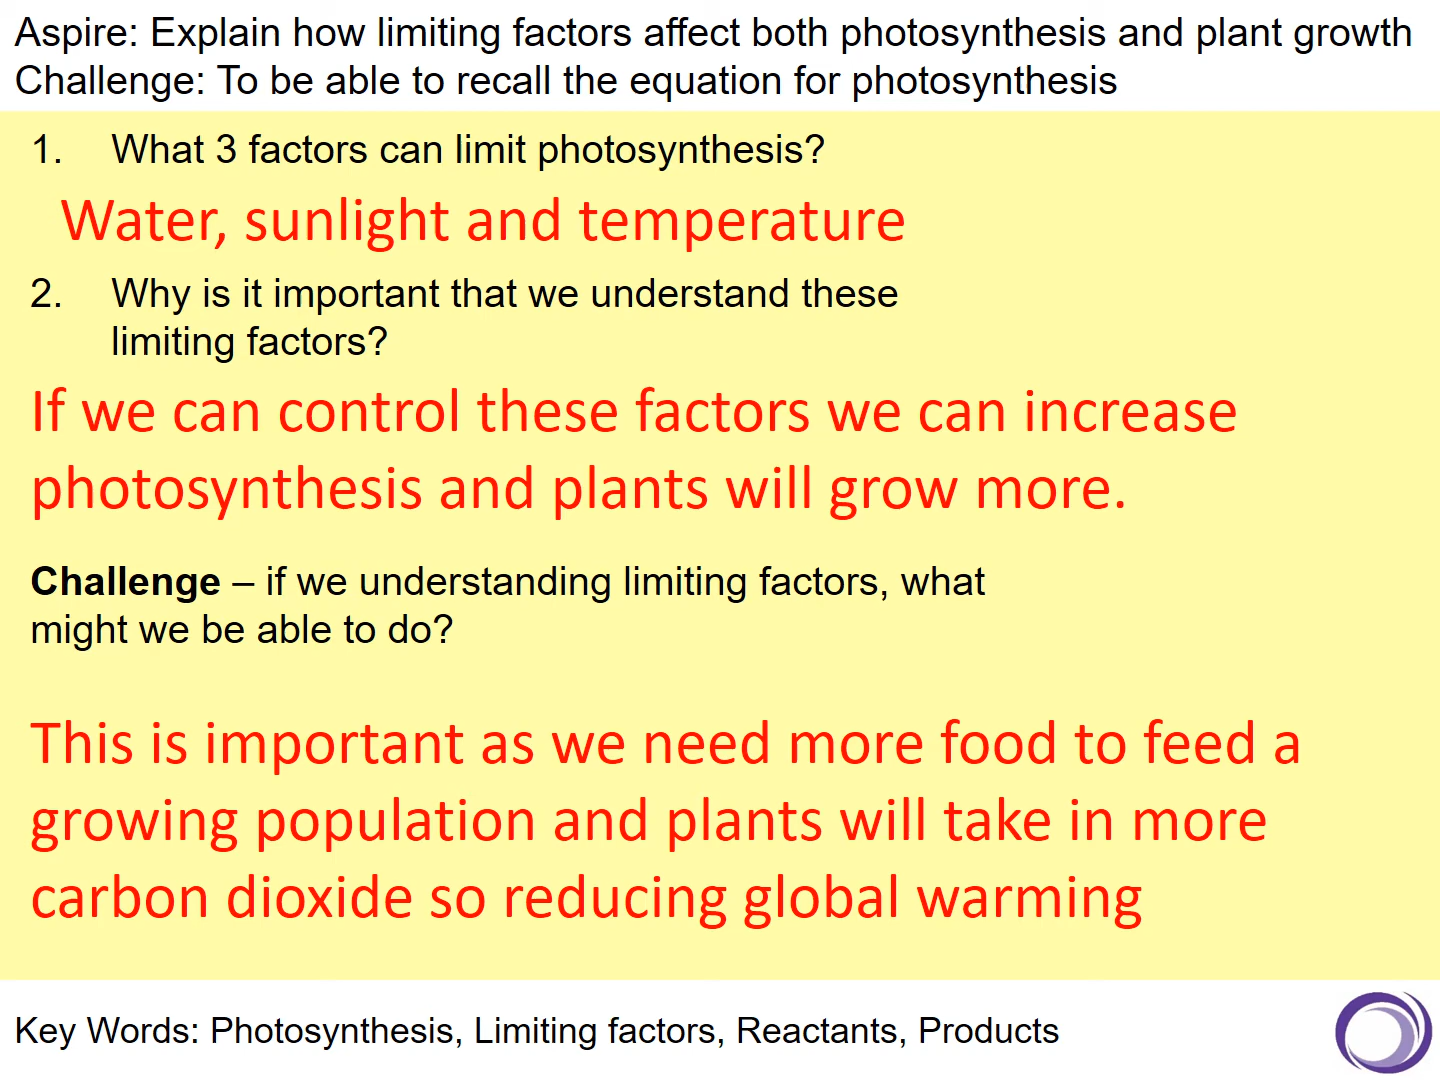 Aspire: Explain how limiting factors affect both photosynthesis and plant growth
Challenge: To be able to recall the equation for photosynthesis
1. What 3 factors can limit photosynthesis?
Water, sunlight and temperature
2. Why is it important that we understand these
limiting factors?
If we can control these factors we can increase
photosynthesis and plants will grow more.
Challenge – if we understanding limiting factors, what
might we be able to do?
This is important as we need more food to feed a
growing population and plants will take in more
carbon dioxide so reducing global warming
Key Words: Photosynthesis, Limiting factors, Reactants, Products